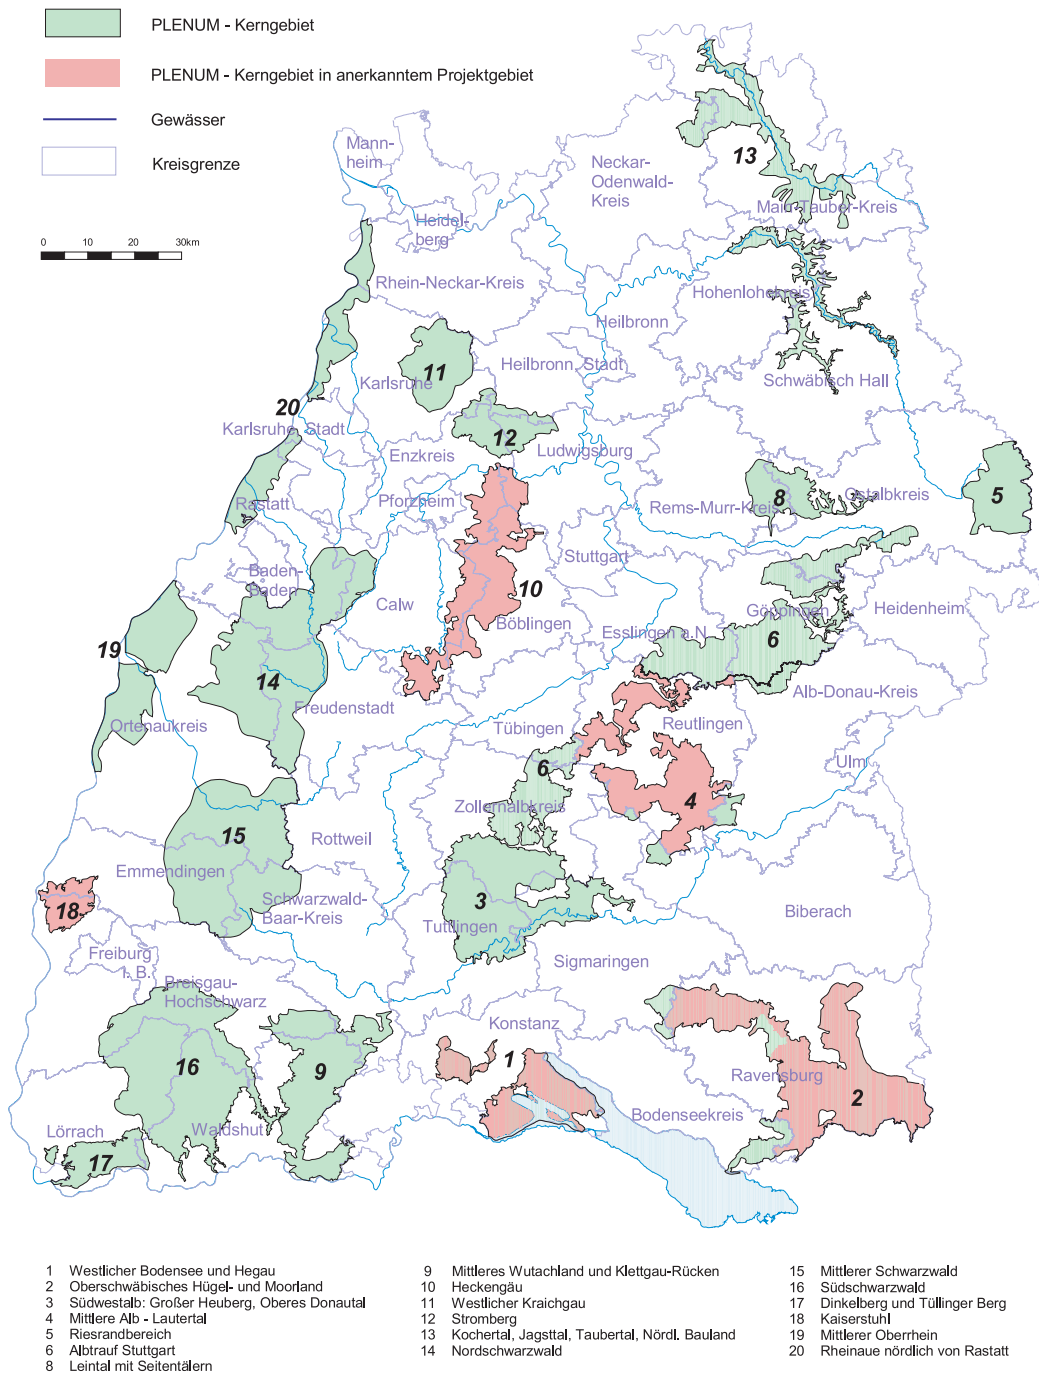 PLENUM - Kerngebiet
PLENUM - Kerngebiet in anerkanntem Projektgebiet
Gewässer
Kreisgrenze
0 10 20 30km
Mann-
heim
Neckar-
Odenwald-
Kreis
13
Main-Tauber-Kreis
Heidel-
berg
Rhein-Neckar-Kreis
Hohenlohekreis
Heilbronn
Heilbronn, Stadt
11
Karlsruhe
Schwäbisch Hall
20
Karlsruhe, Stadt
12
Enzkreis
Ludwigsburg
Pforzheim
Rastatt
8
Ostalbkreis
5
Rems-Murr-Kreis
Stuttgart
Baden-
Baden
10
Calw
Böblingen
Göppingen
Heidenheim
Esslingen a.N
6
19
14
Alb-Donau-Kreis
Freudenstadt
Ortenaukreis
Tübingen
Reutlingen
Ulm
6
4
Zollernalbkreis
15
Rottweil
Emmendingen
Schwarzwald-
Baar-Kreis
3
18
Tuttlingen
Biberach
Freiburg
i. B.
Sigmaringen
Breisgau-
Hochschwarz
Konstanz
16
9
1
Ravensburg
2
Bodenseekreis
Lörrach
Waldshut
17
1 Westlicher Bodensee und Hegau
2 Oberschwäbisches Hügel- und Moorland
3 Südwestalb: Großer Heuberg, Oberes Donautal
4 Mittlere Alb - Lautertal
5 Riesrandbereich
6 Albtrauf Stuttgart
8 Leintal mit Seitentälern
9 Mittleres Wutachland und Klettgau-Rücken
10 Heckengäu
11 Westlicher Kraichgau
12 Stromberg
13 Kochertal, Jagsttal, Taubertal, Nördl. Bauland
14 Nordschwarzwald
15 Mittlerer Schwarzwald
16 Südschwarzwald
17 Dinkelberg und Tüllinger Berg
18 Kaiserstuhl
19 Mittlerer Oberrhein
20 Rheinaue nördlich von Rastatt